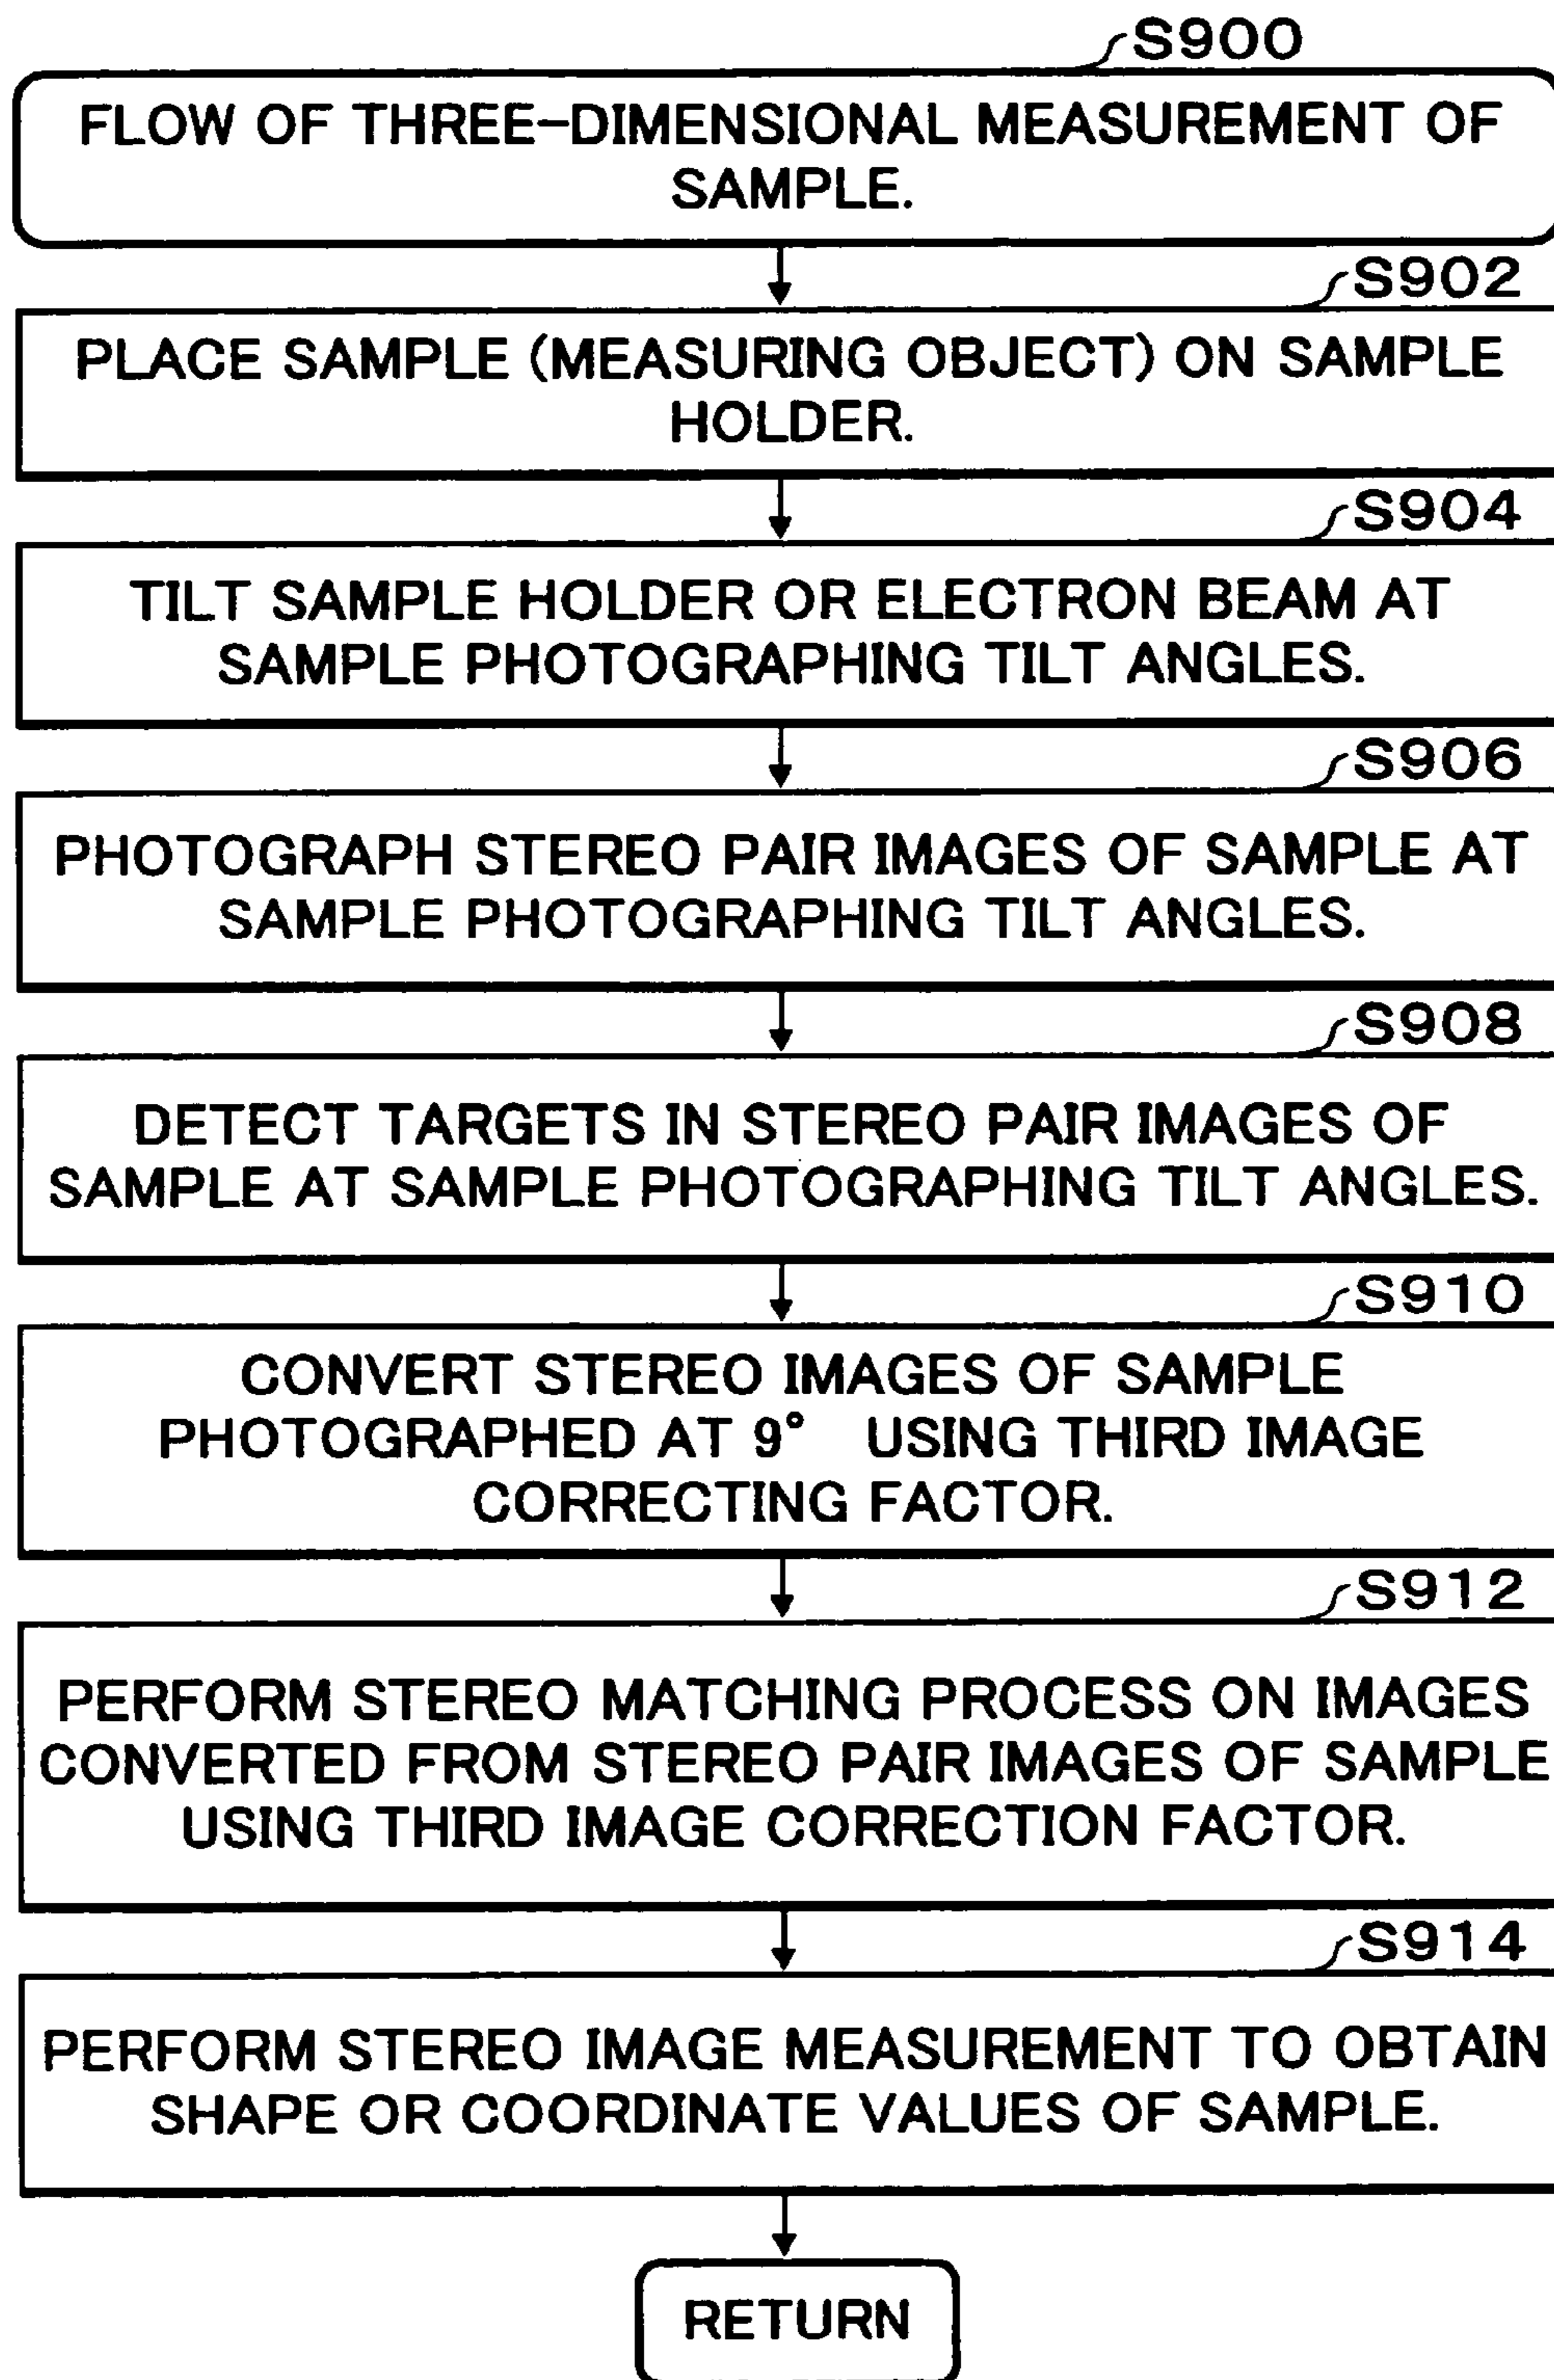 S900
FLOW OF THREE-DIMENSIONAL MEASUREMENT OF
SAMPLE.
S902
PLACE SAMPLE (MEASURING OBJECT) ON SAMPLE
HOLDER.
S904
TILT SAMPLE HOLDER OR ELECTRON BEAM AT
SAMPLE PHOTOGRAPHING TILT ANGLES.
S906
PHOTOGRAPH STEREO PAIR IMAGES OF SAMPLE AT
SAMPLE PHOTOGRAPHING TILT ANGLES.
S908
DETECT TARGETS IN STEREO PAIR IMAGES OF
SAMPLE AT SAMPLE PHOTOGRAPHING TILT ANGLES.
S910
CONVERT STEREO IMAGES OF SAMPLE
PHOTOGRAPHED AT 9° USING THIRD IMAGE
CORRECTING FACTOR.
S912
PERFORM STEREO MATCHING PROCESS ON IMAGES
CONVERTED FROM STEREO PAIR IMAGES OF SAMPLE
USING THIRD IMAGE CORRECTION FACTOR.
S914
PERFORM STEREO IMAGE MEASUREMENT TO OBTAIN
SHAPE OR COORDINATE VALUES OF SAMPLE.
RETURN